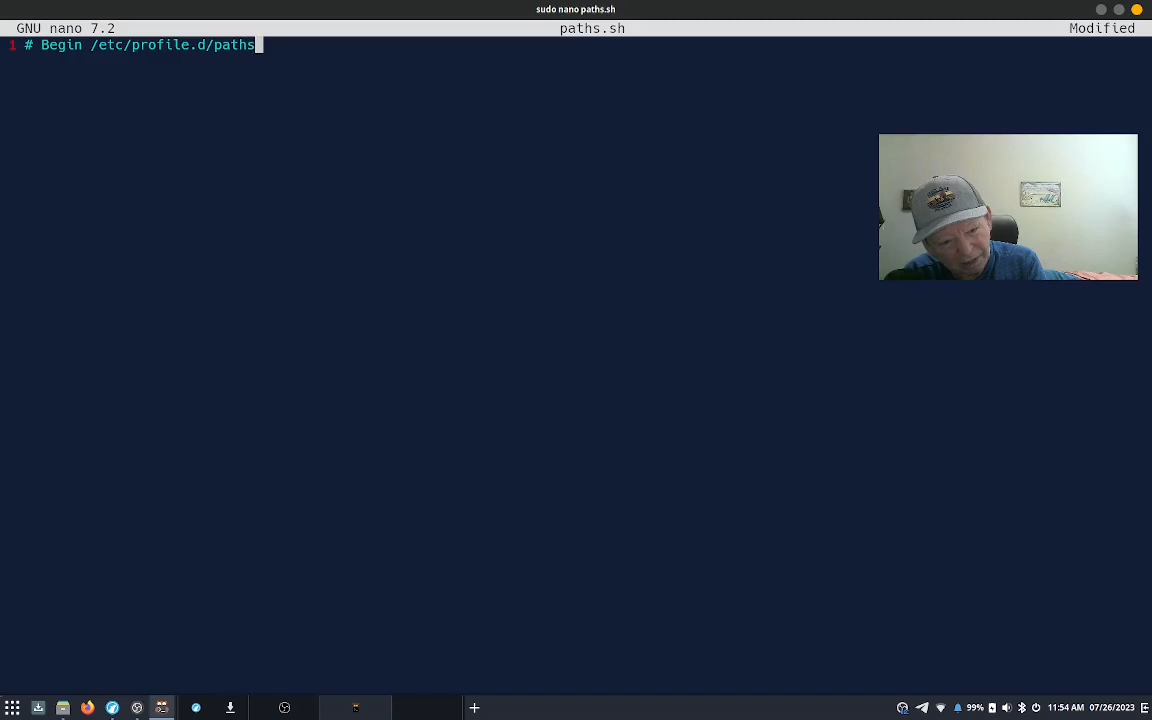 sudo nano paths.sh
GNU nano 7.2 paths.sh Modified
1 # Begin /etc/profile.d/paths
99% 11:54 AM 07/26/2023